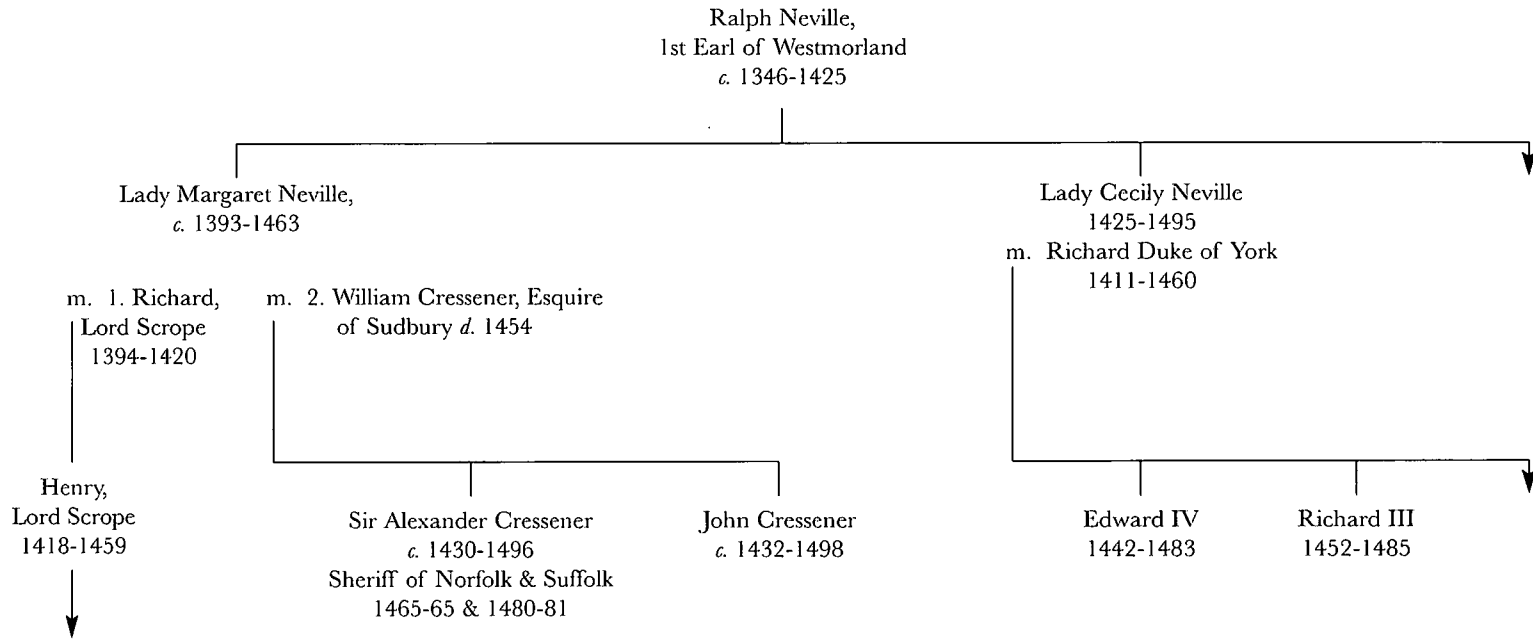 Ralph Neville,
1st Earl of Westmorland
c. 1346-1425
Lady Margaret Neville,
c. 1393-1463
Lady Cecily Neville
1425-1495
m. Richard Duke of York
1411-1460
m. 1. Richard,
Lord Scrope
1394-1420
m. 2. William Cressener, Esquire
of Sudbury d. 1454
Henry,
Lord Scrope
1418-1459
Sir Alexander Cressener
c. 1430-1496
Sheriff of Norfolk & Suffolk
1465-65 & 1480-81
John Cressener
c. 1432-1498
Edward IV
1442-1483
Richard III
1452-1485